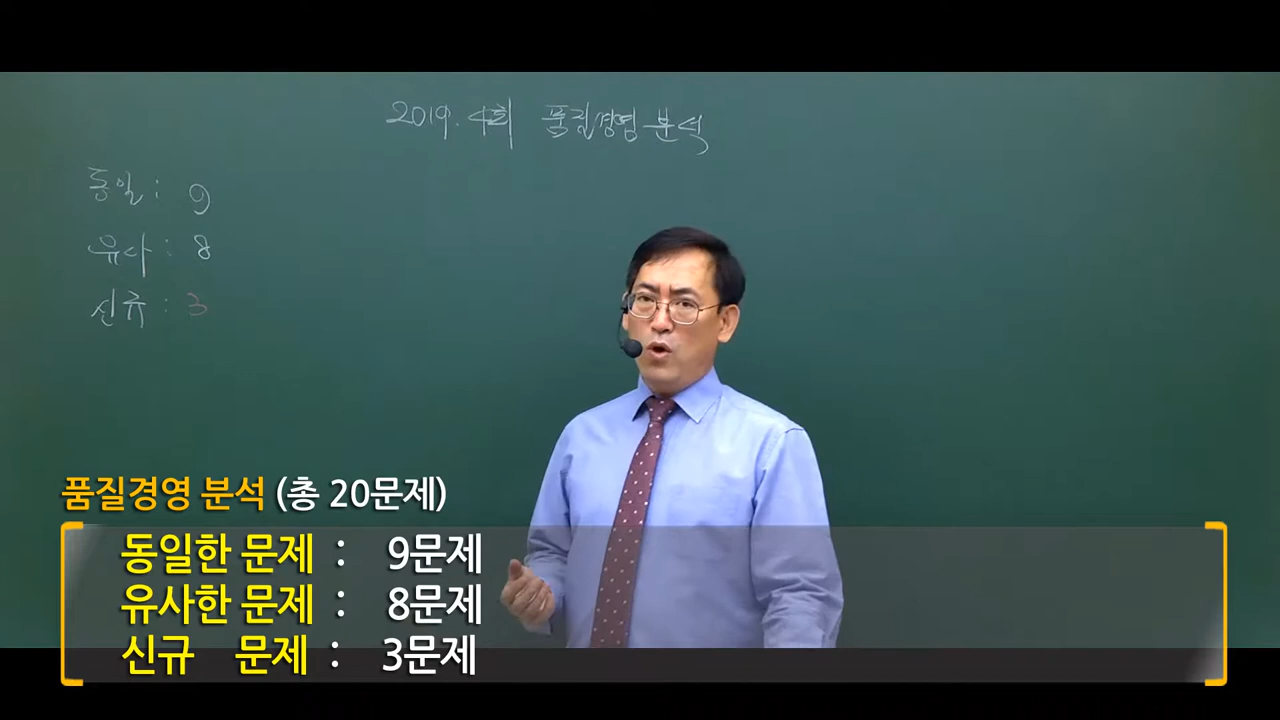 2019. 4회 품질경영 분석
동일 : 9
유사 : 8
신규 : 3
품질경영 분석 (총 20문제)
동일한 문제 : 9문제
유사한 문제 : 8문제
신규 문제 : 3문제